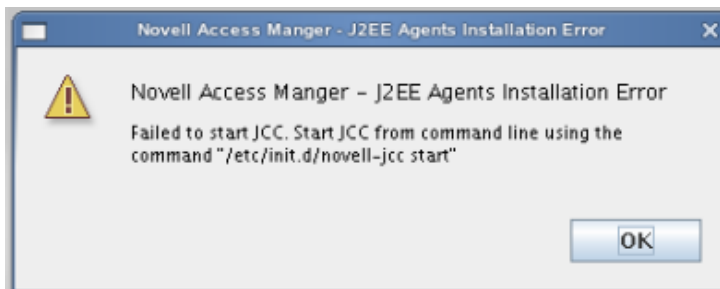 Novell Access Manger - J2EE Agents Installation Error
Novell Access Manger – J2EE Agents Installation Error
Failed to start JCC. Start JCC from command line using the
command "/etc/init.d/novell-jcc start"
OK